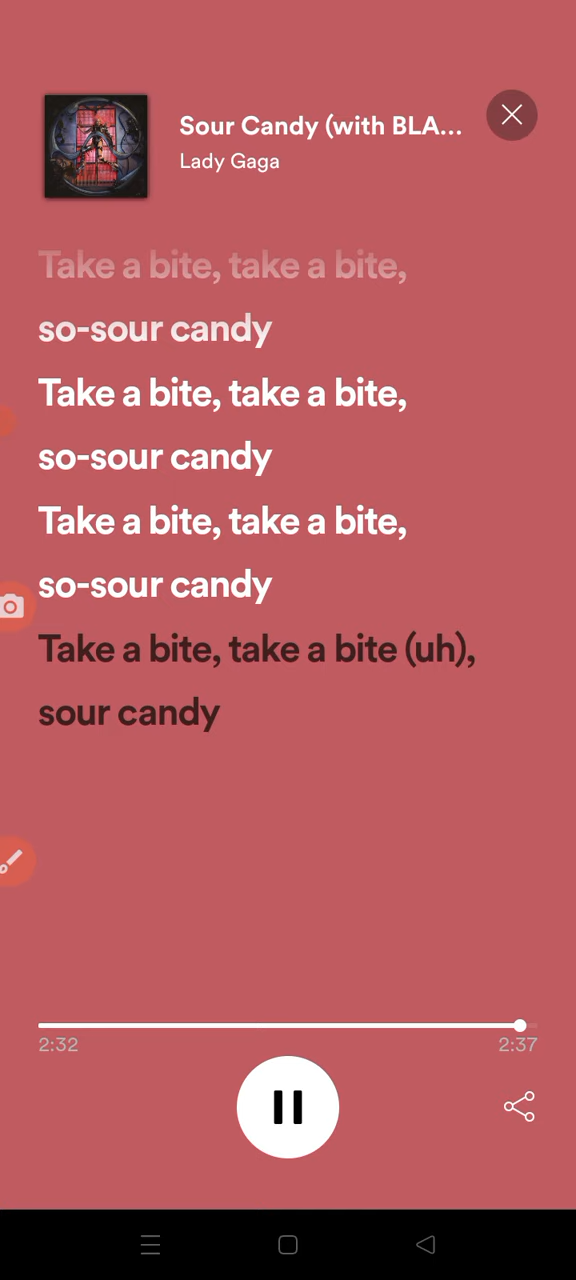 Sour Candy (with BLA...
Lady Gaga
Take a bite, take a bite,
so-sour candy
Take a bite, take a bite,
so-sour candy
Take a bite, take a bite,
so-sour candy
Take a bite, take a bite (uh),
sour candy
2:32
2:37